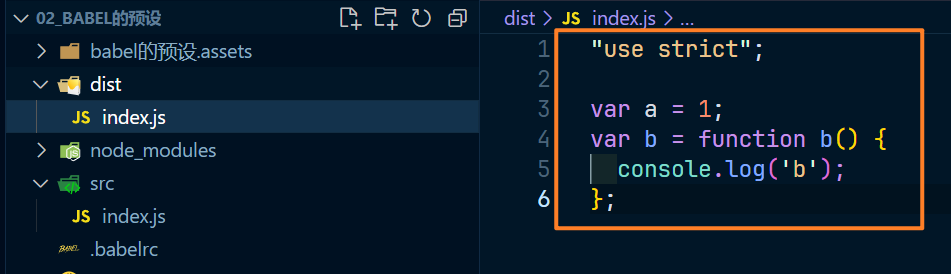 02_BABEL的预设
babel的预设.assets
dist
JS index.js
node_modules
src
JS index.js
BABEL .babelrc
dist > JS index.js > ...
1 "use strict";
2
3 var a = 1;
4 var b = function b() {
5   console.log('b');
6 };